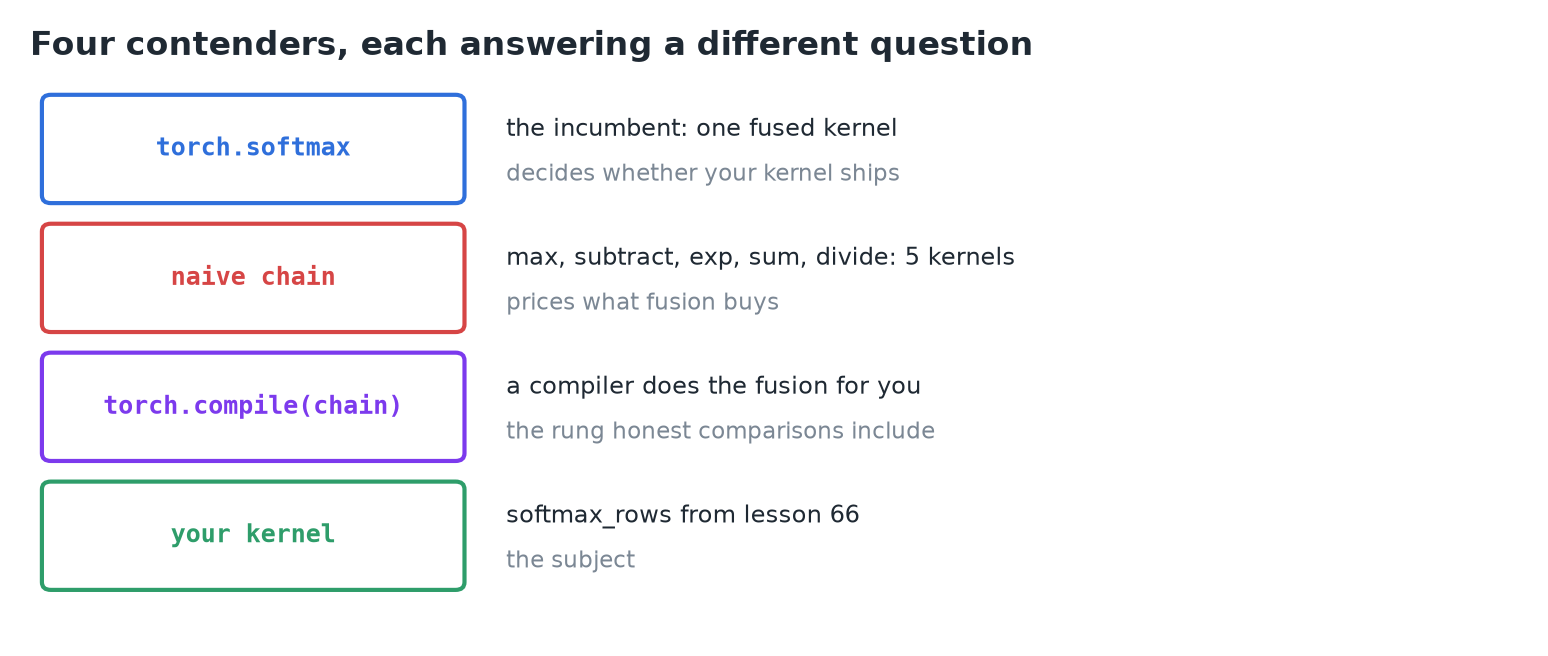 Four contenders, each answering a different question
torch.softmax
the incumbent: one fused kernel
decides whether your kernel ships
naive chain
max, subtract, exp, sum, divide: 5 kernels
prices what fusion buys
torch.compile(chain)
a compiler does the fusion for you
the rung honest comparisons include
your kernel
softmax_rows from lesson 66
the subject